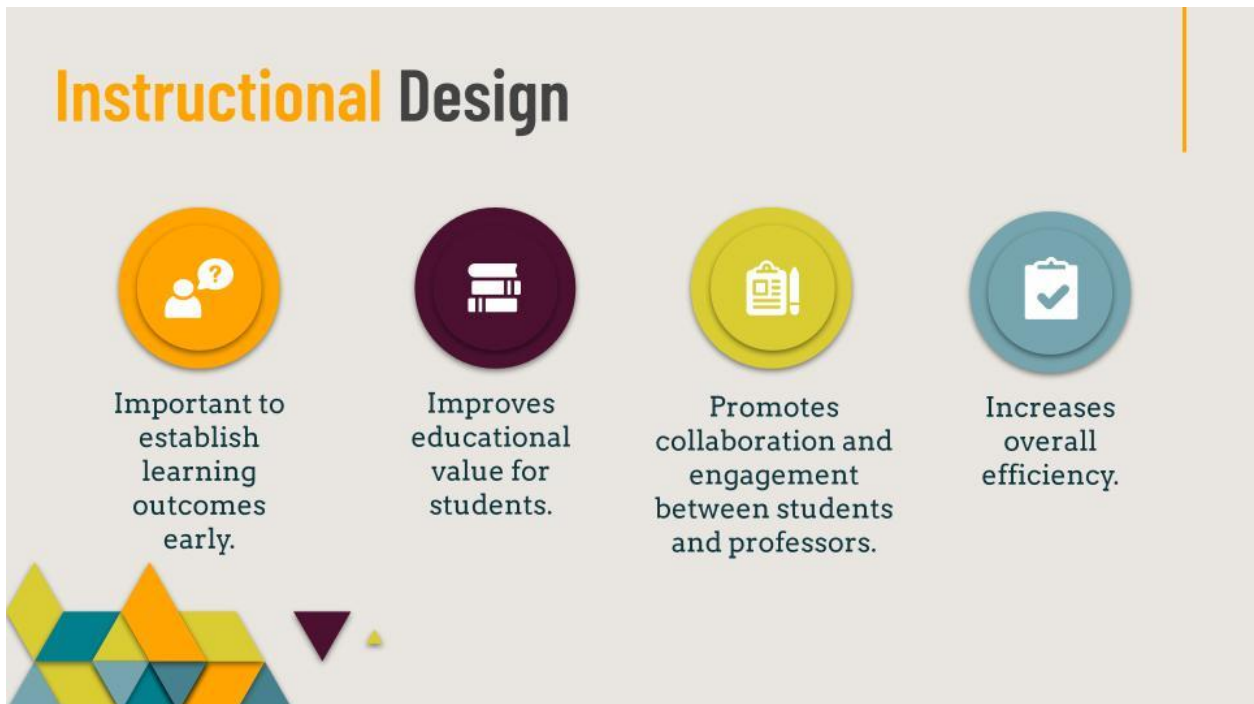 Instructional Design
Important to
establish
learning
outcomes
early.
Improves
educational
value for
students.
Promotes
collaboration and
engagement
between students
and professors.
Increases
overall
efficiency.